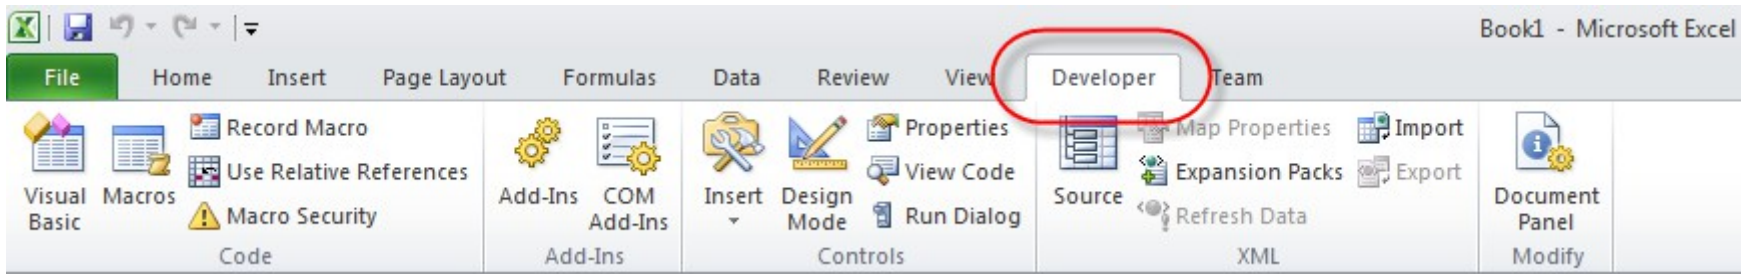 Book1 - Microsoft Excel
File Home Insert Page Layout Formulas Data Review View Developer Team
Record Macro Properties Map Properties Import
Use Relative References View Code Expansion Packs Export
Visual Basic Macros Macro Security Add-Ins COM Add-Ins Insert Design Mode Run Dialog Source Refresh Data Document Panel
Code Add-Ins Controls XML Modify